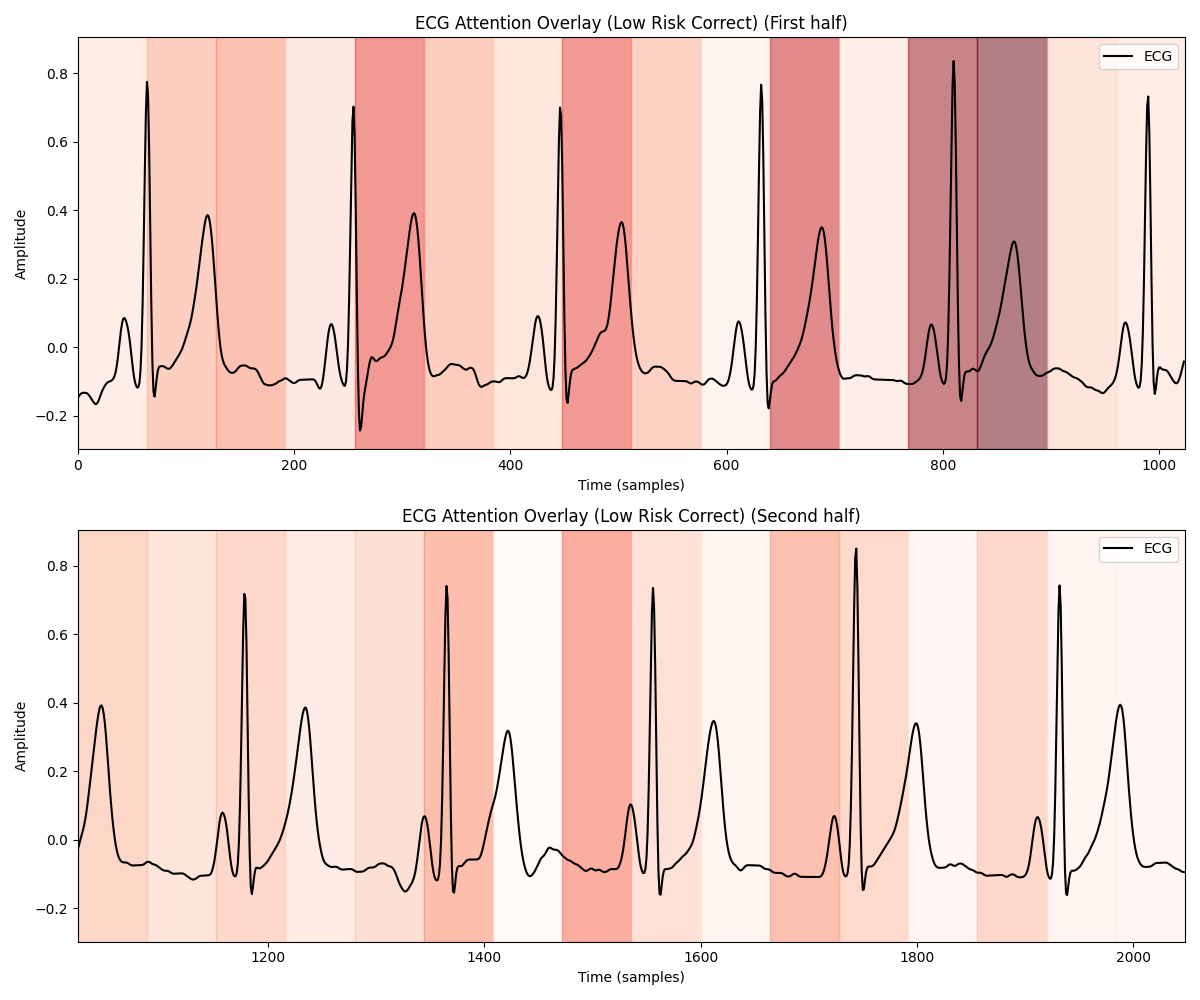 ECG Attention Overlay (Low Risk Correct) (First half)
ECG
Amplitude
0.8
0.6
0.4
0.2
0.0
−0.2
0 200 400 600 800 1000
Time (samples)
ECG Attention Overlay (Low Risk Correct) (Second half)
ECG
Amplitude
0.8
0.6
0.4
0.2
0.0
−0.2
1200 1400 1600 1800 2000
Time (samples)